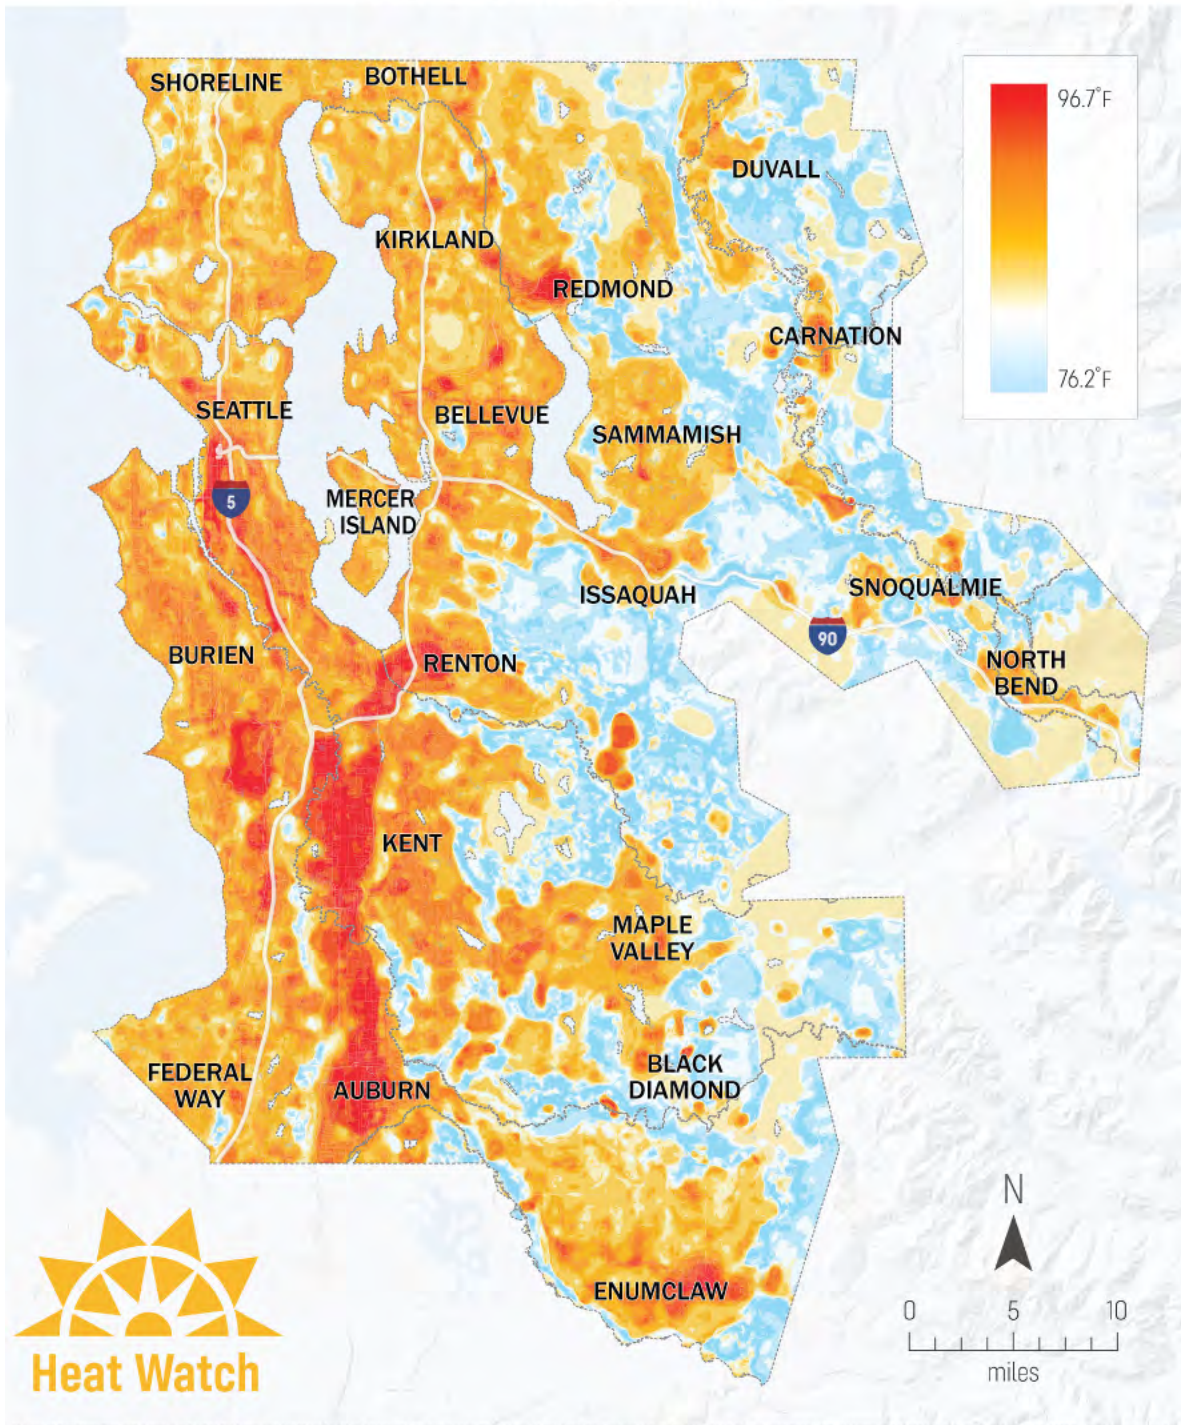 SHORELINE
BOTHELL
96.7°F
DUVALL
KIRKLAND
REDMOND
CARNATION
76.2°F
SEATTLE
BELLEVUE
SAMMAMISH
MERCER
ISLAND
5
ISSAQUAH
SNOQUALMIE
90
BURIEN
RENTON
NORTH
BEND
KENT
MAPLE
VALLEY
FEDERAL
WAY
AUBURN
BLACK
DIAMOND
ENUMCLAW
N
0 5 10
miles
Heat Watch